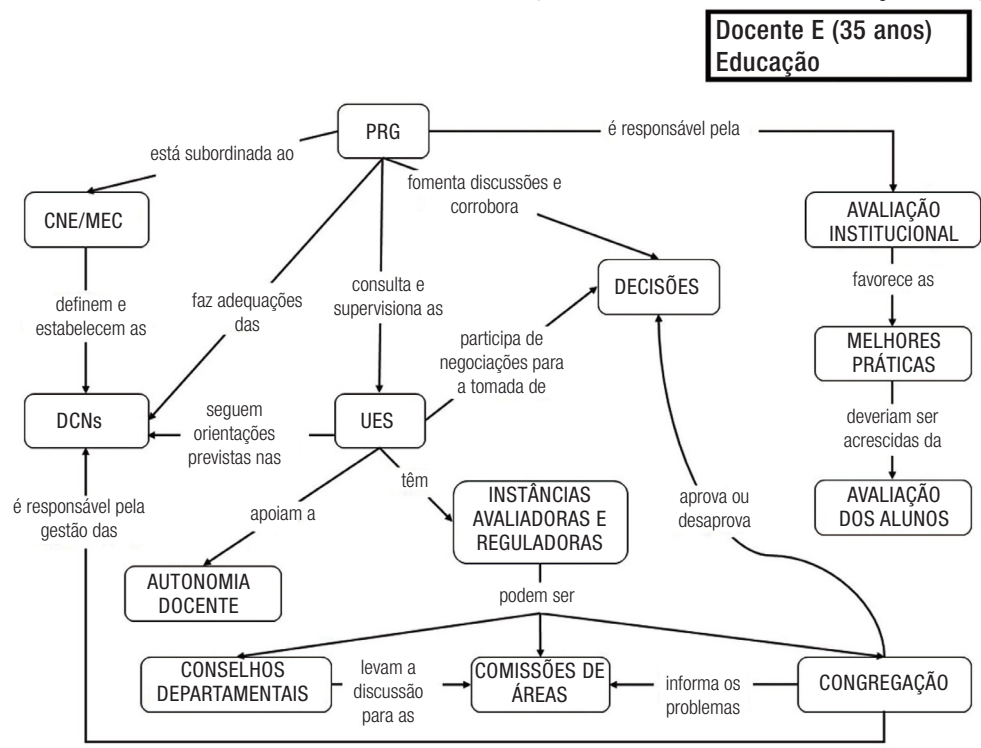 Docente E (35 anos)
Educação
PRG
é responsável pela
está subordinada ao
fomenta discussões e
corrobora
CNE/MEC
AVALIAÇÃO
INSTITUCIONAL
DECISÕES
definem e
estabelecem as
faz adequações
das
consulta e
supervisiona as
favorece as
participa de
negociações para
a tomada de
MELHORES
PRÁTICAS
DCNs
seguem
orientações
previstas nas
UES
deveriam ser
acrescidas da
têm
é responsável pela
gestão das
apoiam a
INSTÂNCIAS
AVALIADORAS E
REGULADORAS
aprova ou
desaprova
AVALIAÇÃO
DOS ALUNOS
AUTONOMIA
DOCENTE
podem ser
CONSELHOS
DEPARTAMENTAIS
levam a
discussão
para as
COMISSÕES DE
ÁREAS
informa os
problemas
CONGREGAÇÃO